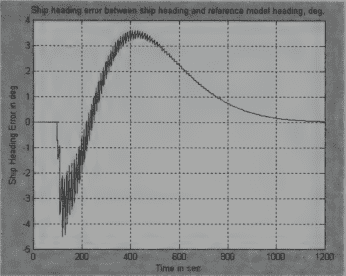 Ship heading error between ship heading and reference model heading, deg.
Ship Heading Error in deg
4
3
2
1
0
-1
-2
-3
-4
-5
0 200 400 600 800 1000 1200
Time in sec